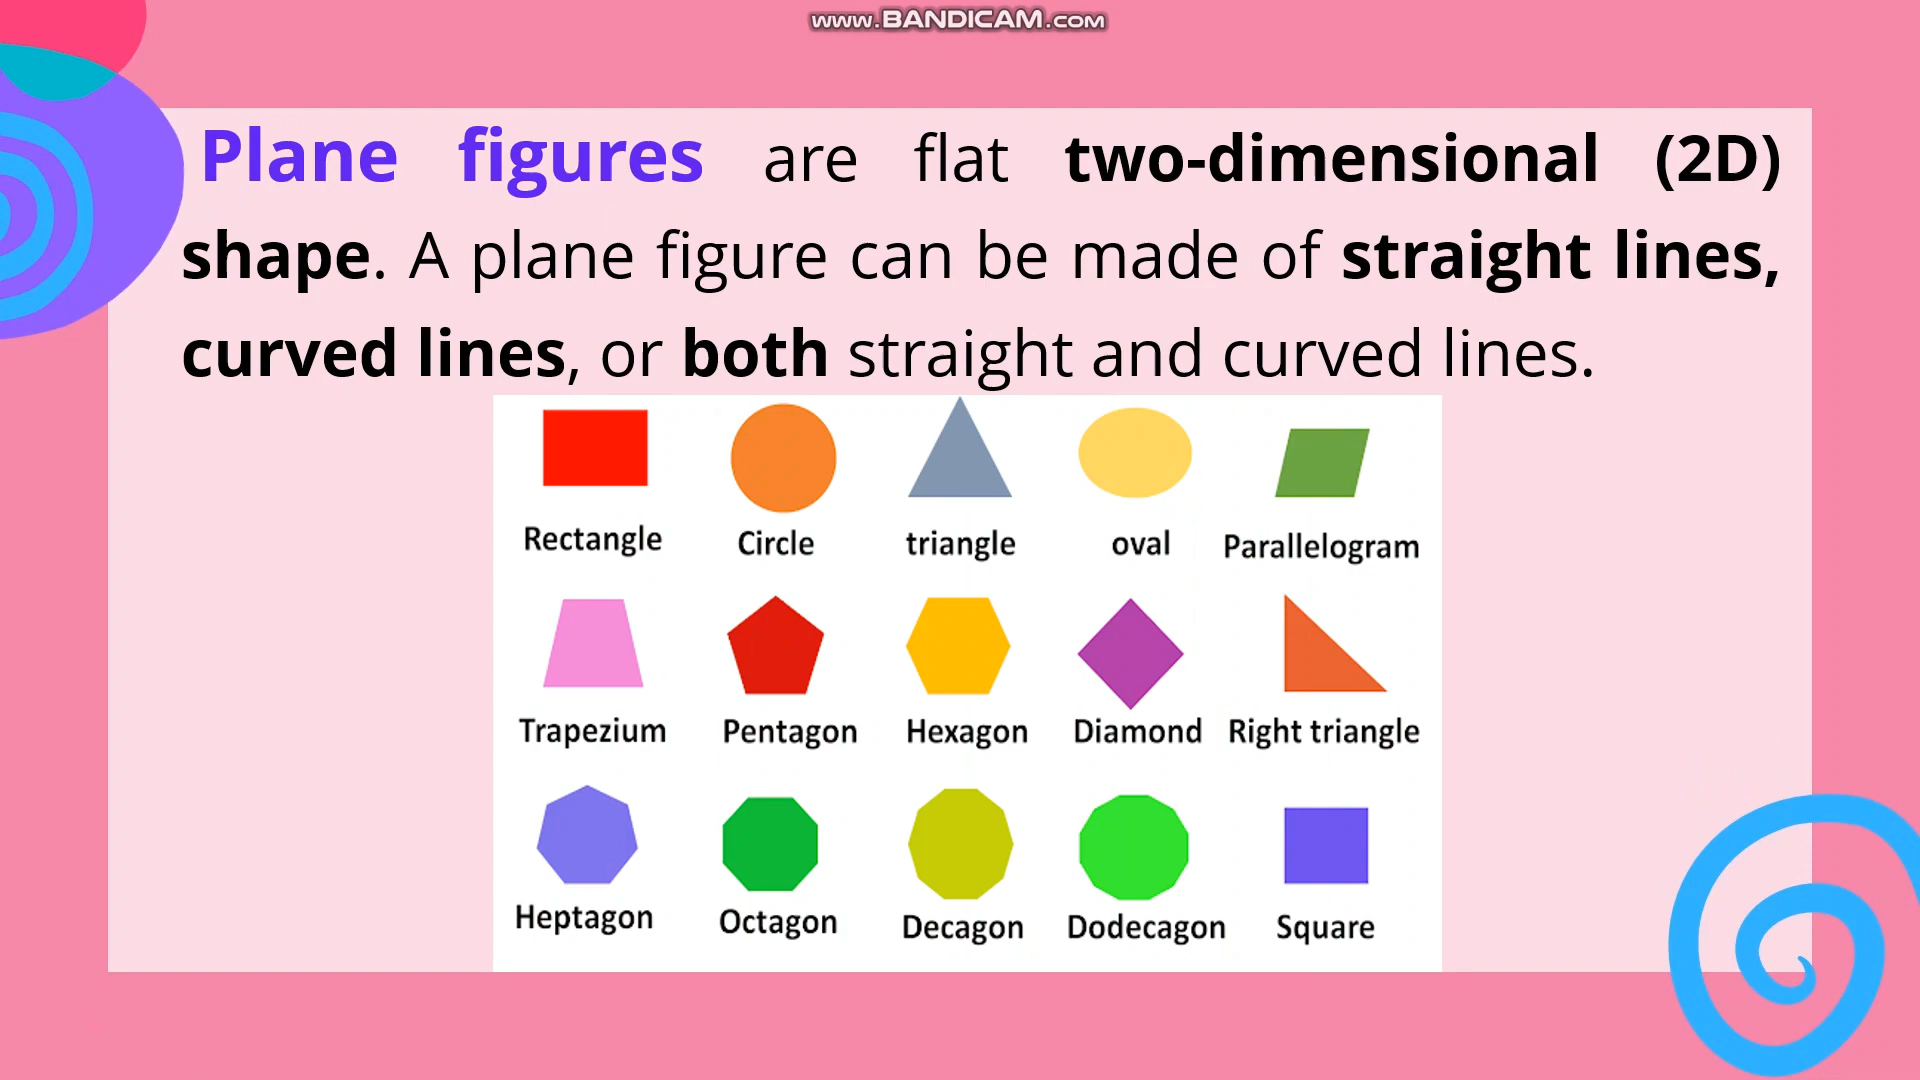 www.BANDICAM.com
Plane figures are flat two-dimensional (2D)
shape. A plane figure can be made of straight lines,
curved lines, or both straight and curved lines.
Rectangle Circle triangle oval Parallelogram
Trapezium Pentagon Hexagon Diamond Right triangle
Heptagon Octagon Decagon Dodecagon Square